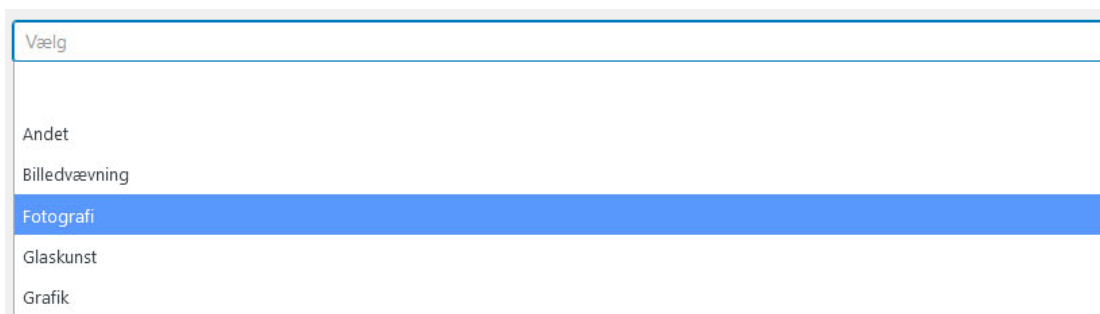 Vælg
Andet
Billedvævning
Fotografi
Glaskunst
Grafik